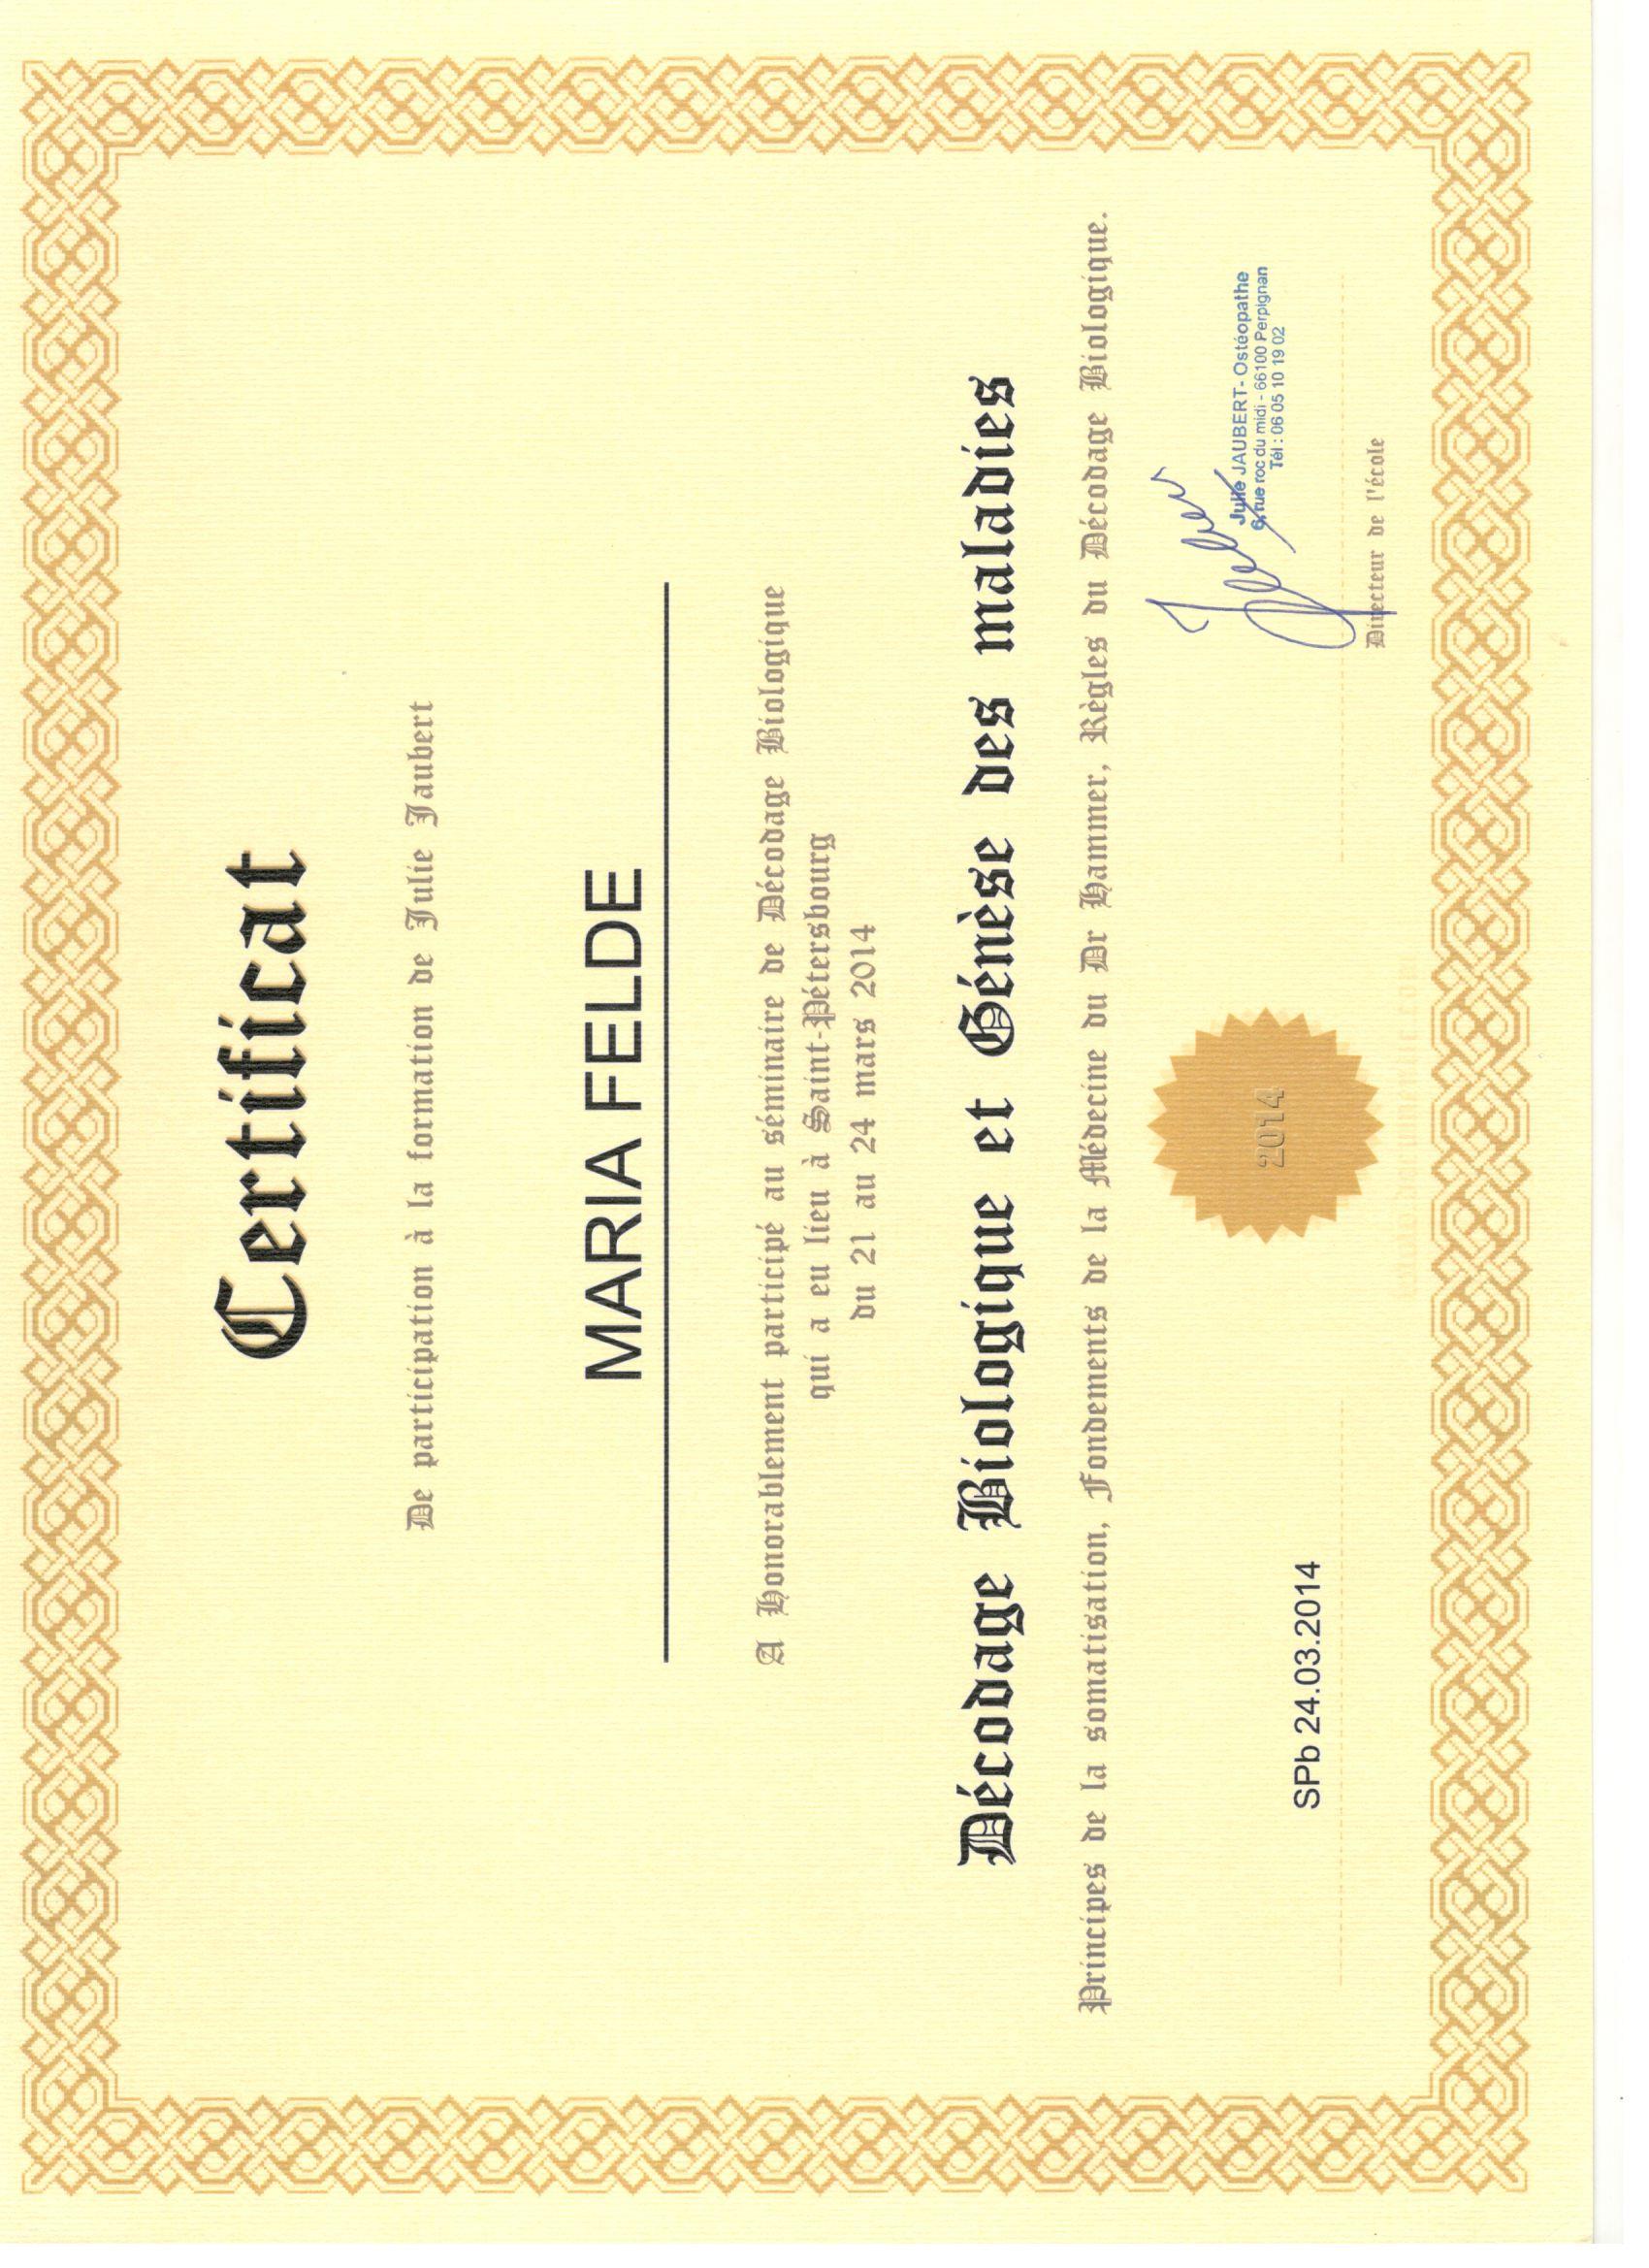 Certificat
De participation à la formation de Julie Jaubert
MARIA FELDE
A Honorablement participé au séminaire de Décodage Biologique
qui a eu lieu à Saint-Pétersbourg
du 21 au 24 mars 2014
Décodage Biologique et Génèse des maladies
Principes de la somatisation, Fondements de la Médecine du Dr Hammer, Règles du Décodage Biologique.
Julie JAUBERT- Ostéopathe
6, rue roc du midi - 66100 Perpignan
Tél : 06 05 10 19 02
2014
SPb 24.03.2014
Directeur de l'école